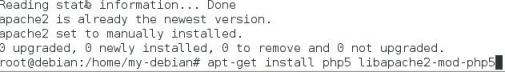 Reading state information... Done
apache2 is already the newest version.
apache2 set to manually installed.
0 upgraded, 0 newly installed, 0 to remove and 0 not upgraded.
root@debian:/home/my-debian# apt-get install php5 libapache2-mod-php5